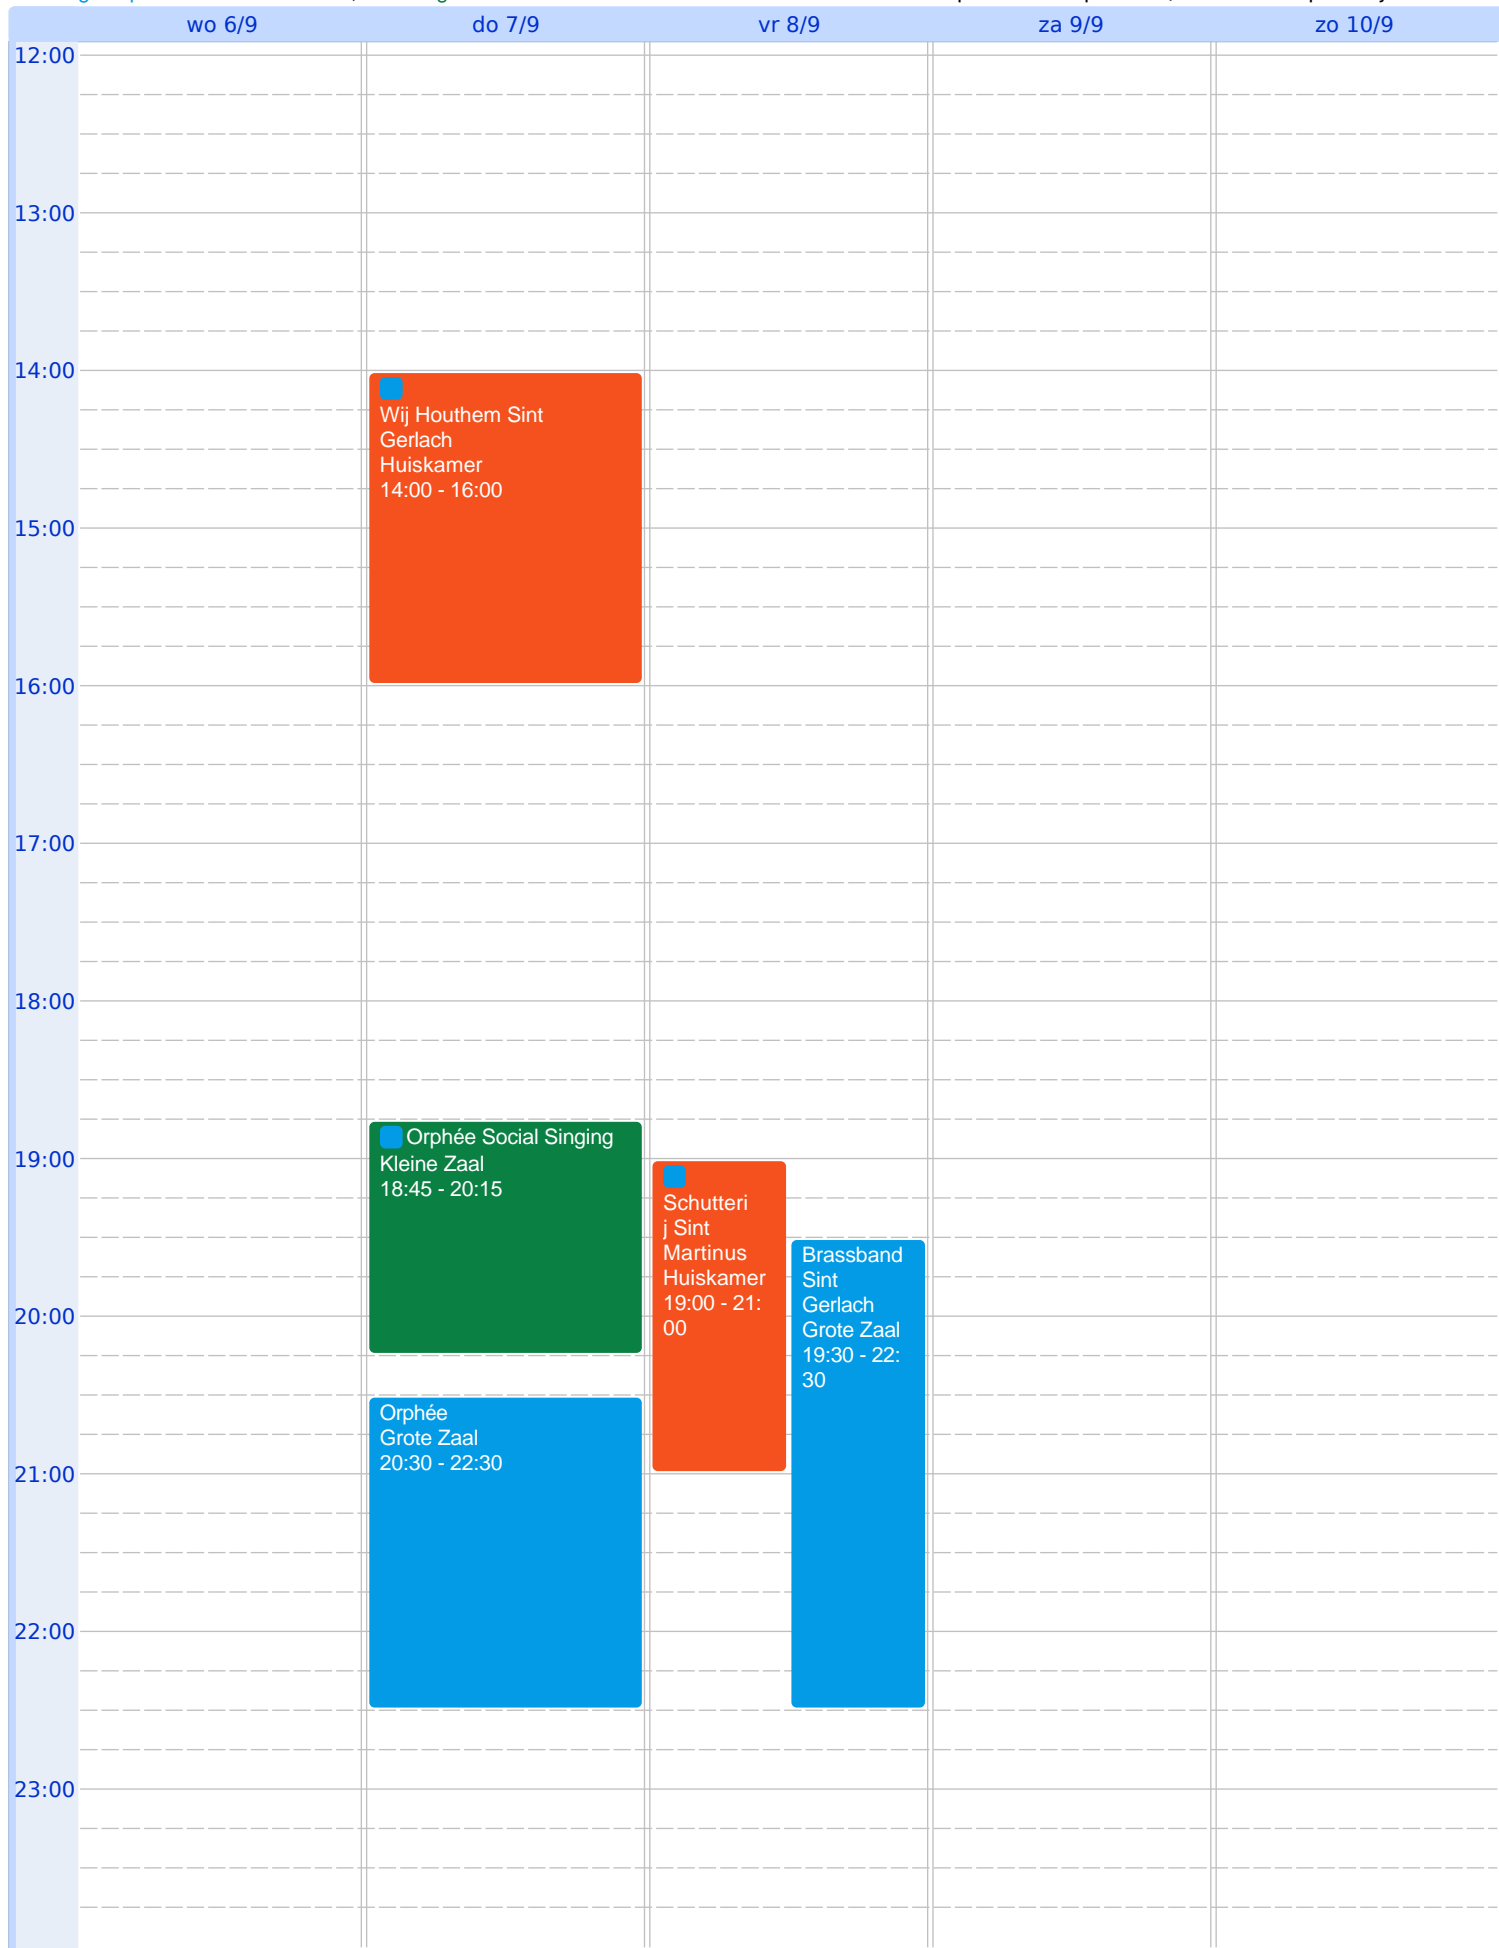 wo 6/9
do 7/9
vr 8/9
za 9/9
zo 10/9
12:00
13:00
14:00
15:00
16:00
17:00
18:00
19:00
20:00
21:00
22:00
23:00
Wij Houthem Sint
Gerlach
Huiskamer
14:00 - 16:00
Orphée Social Singing
Kleine Zaal
18:45 - 20:15
Orphée
Grote Zaal
20:30 - 22:30
Schutteri
j Sint
Martinus
Huiskamer
19:00 - 21:
00
Brassband
Sint
Gerlach
Grote Zaal
19:30 - 22:
30